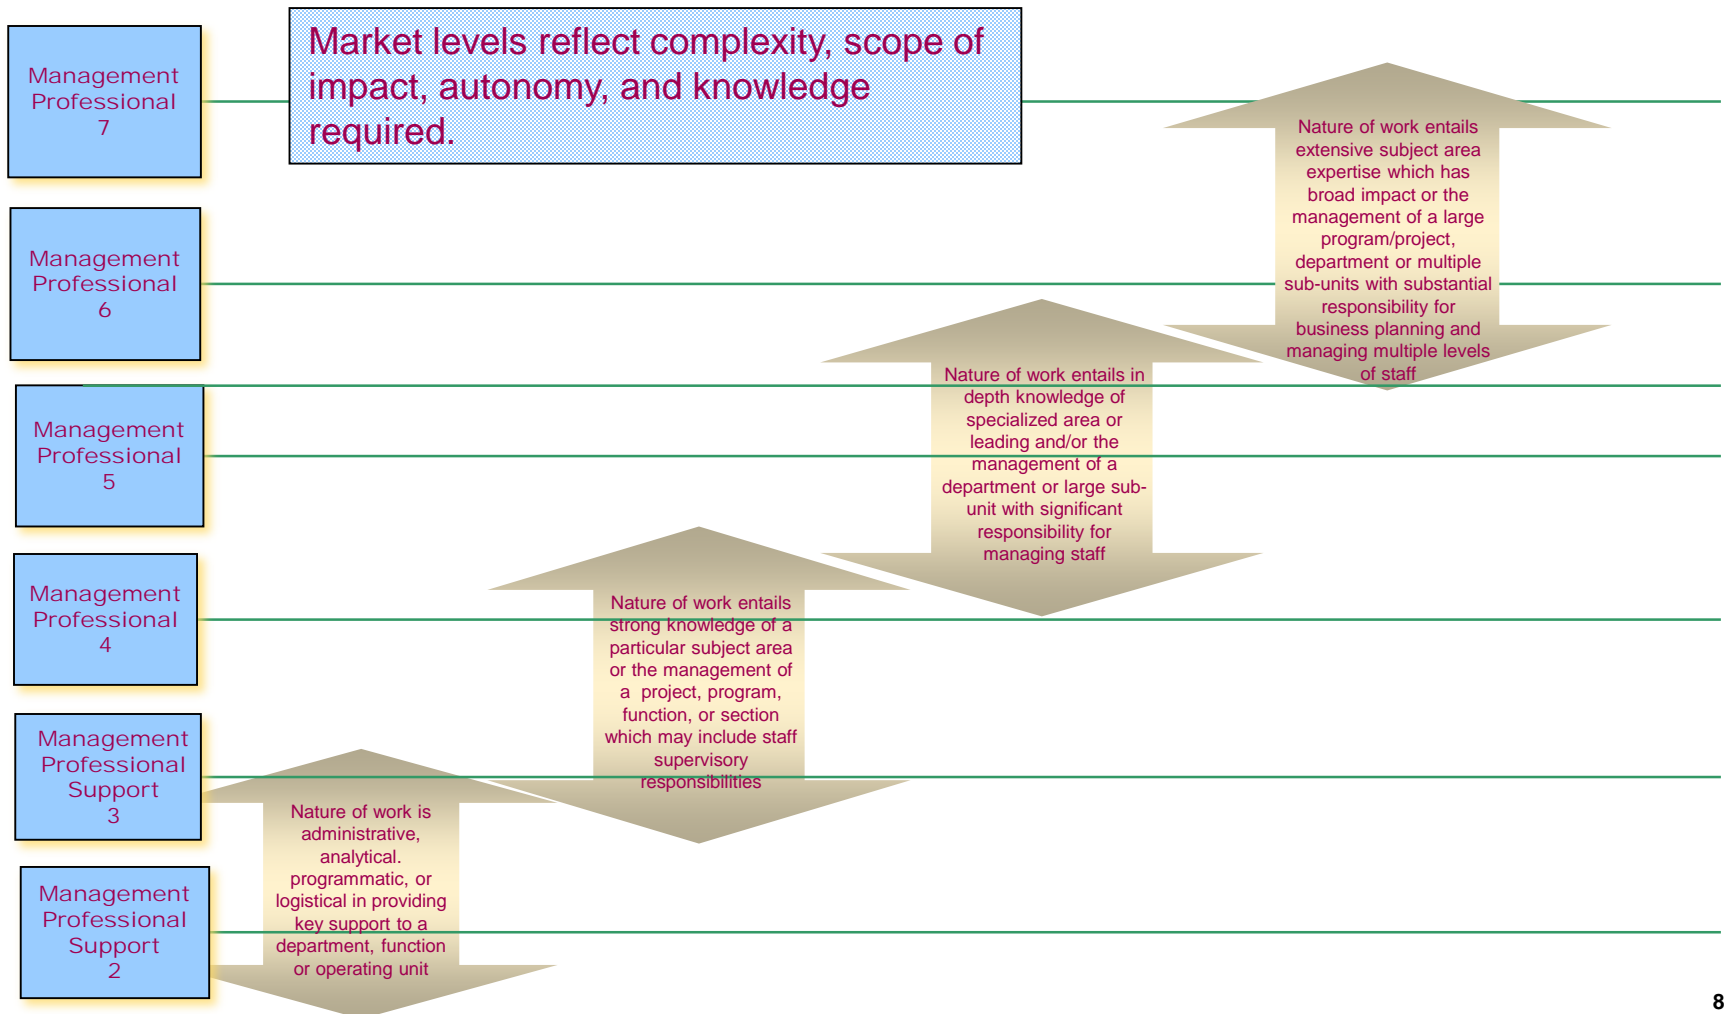 Management
Professional
7
Market levels reflect complexity, scope of
impact, autonomy, and knowledge
required.
Nature of work entails
extensive subject area
expertise which has
broad impact or the
management of a large
program/project,
department or multiple
sub-units with substantial
responsibility for
business planning and
managing multiple levels
of staff
Management
Professional
6
Nature of work entails in
depth knowledge of
specialized area or
leading and/or the
management of a
department or large sub-
unit with significant
responsibility for
managing staff
Management
Professional
5
Management
Professional
4
Nature of work entails
strong knowledge of a
particular subject area
or the management of
a project, program,
function, or section
which may include staff
supervisory
responsibilities
Management
Professional
Support
3
Nature of work is
administrative,
analytical.
programmatic, or
logistical in providing
key support to a
department, function
or operating unit
Management
Professional
Support
2
8